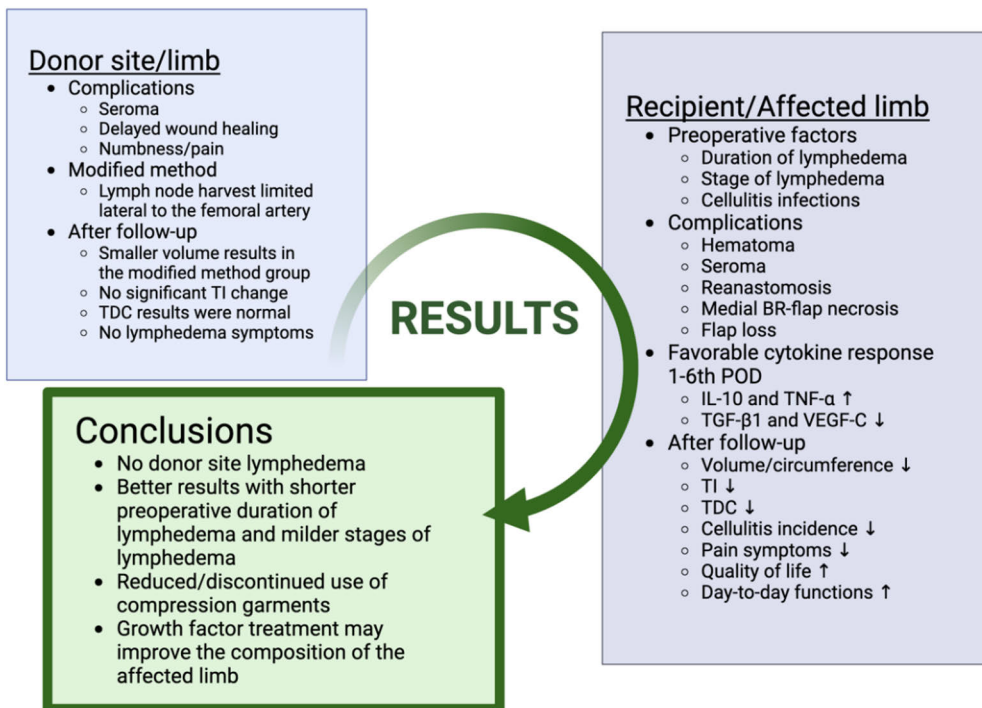 Donor site/limb
• Complications
◦ Seroma
◦ Delayed wound healing
◦ Numbness/pain
• Modified method
◦ Lymph node harvest limited
lateral to the femoral artery
• After follow-up
◦ Smaller volume results in
the modified method group
◦ No significant TI change
◦ TDC results were normal
◦ No lymphedema symptoms
RESULTS
Recipient/Affected limb
• Preoperative factors
◦ Duration of lymphedema
◦ Stage of lymphedema
◦ Cellulitis infections
• Complications
◦ Hematoma
◦ Seroma
◦ Reanastomosis
◦ Medial BR-flap necrosis
◦ Flap loss
• Favorable cytokine response
1-6th POD
◦ IL-10 and TNF-α ↑
◦ TGF-β1 and VEGF-C ↓
• After follow-up
◦ Volume/circumference ↓
◦ TI ↓
◦ TDC ↓
◦ Cellulitis incidence ↓
◦ Pain symptoms ↓
◦ Quality of life ↑
◦ Day-to-day functions ↑
Conclusions
• No donor site lymphedema
• Better results with shorter
preoperative duration of
lymphedema and milder stages of
lymphedema
• Reduced/discontinued use of
compression garments
• Growth factor treatment may
improve the composition of the
affected limb